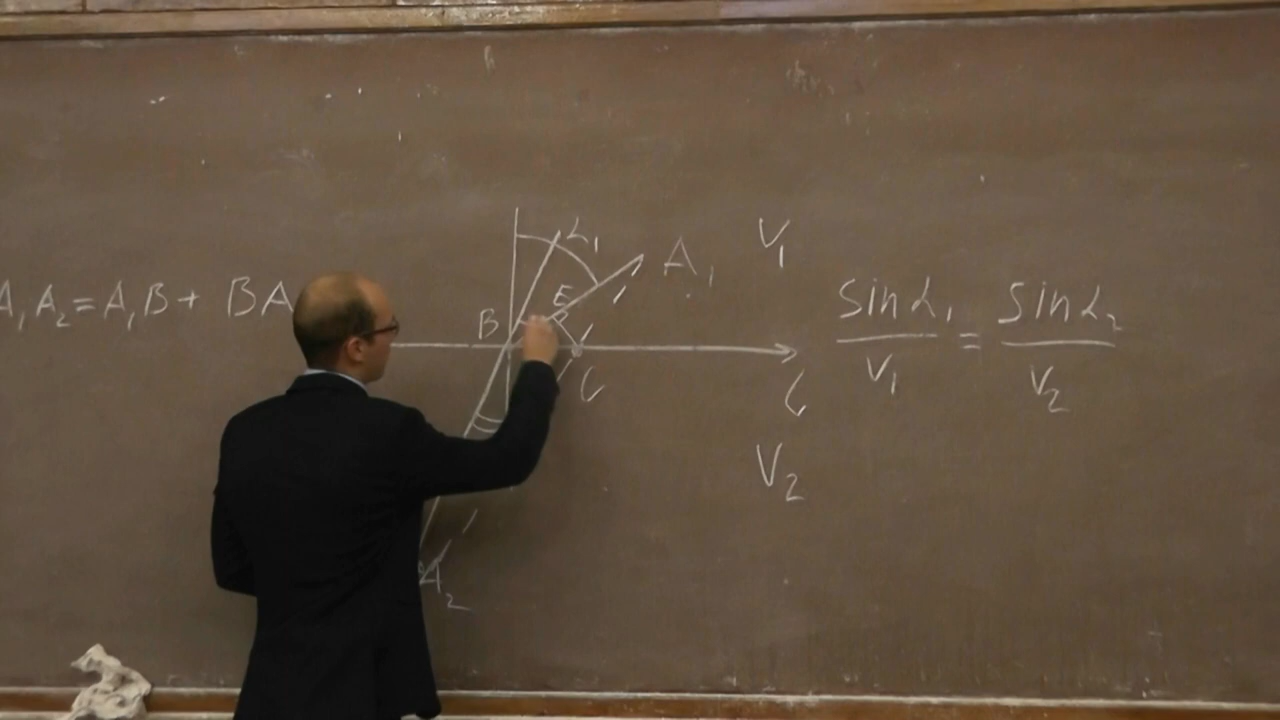 A₁A₂ = A₁B + BA
V₁
α₁
A₁
E
B
C
sin α₁ / V₁ = sin α₂ / V₂
V₂
A₂